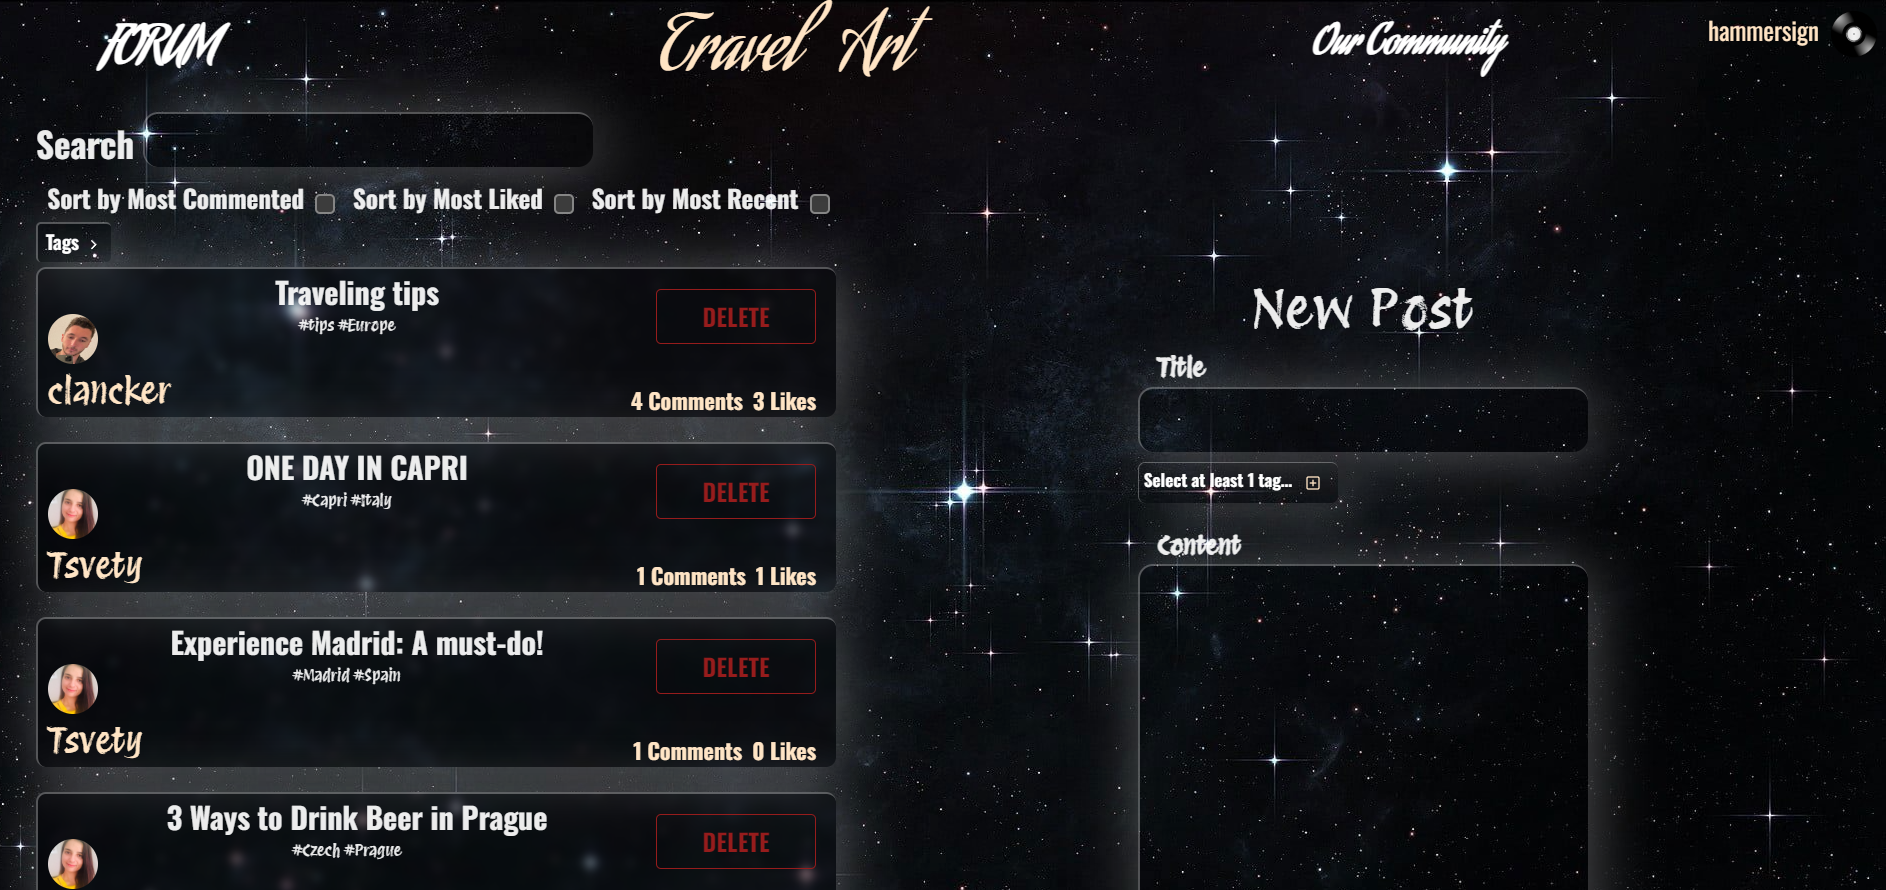 FORUM
Travel Art
Our Community
hammersign
Search
Sort by Most Commented Sort by Most Liked Sort by Most Recent
Tags
Traveling tips
#tips #Europe
DELETE
clancker
4 Comments 3 Likes
ONE DAY IN CAPRI
#Capri #Italy
DELETE
Tsvety
1 Comments 1 Likes
Experience Madrid: A must-do!
#Madrid #Spain
DELETE
Tsvety
1 Comments 0 Likes
3 Ways to Drink Beer in Prague
#Czech #Prague
DELETE
New Post
Title
Select at least 1 tag...
Content